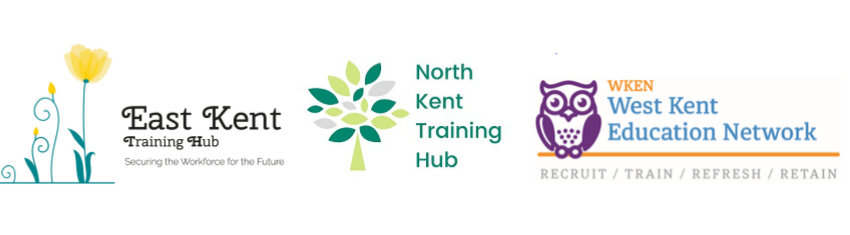 East Kent
Training Hub
Securing the Workforce for the Future
North
Kent
Training
Hub
WKEN
West Kent
Education Network
RECRUIT / TRAIN / REFRESH / RETAIN